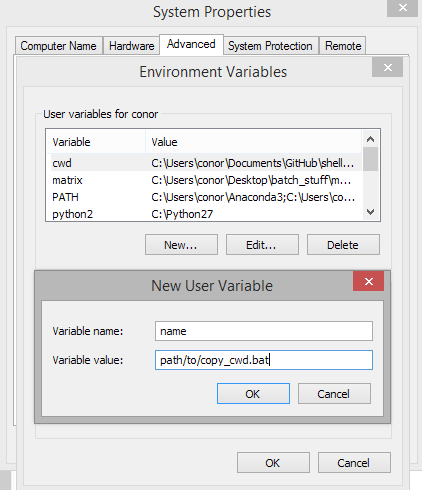 System Properties
Computer Name Hardware Advanced System Protection Remote
Environment Variables
User variables for conor
Variable Value
cwd C:\Users\conor\Documents\GitHub\shell...
matrix C:\Users\conor\Desktop\batch_stuff\m...
PATH C:\Users\conor\Anaconda3;C:\Users\co...
python2 C:\Python27
New... Edit... Delete
New User Variable
Variable name: name
Variable value: path/to/copy_cwd.bat
OK Cancel
OK Cancel